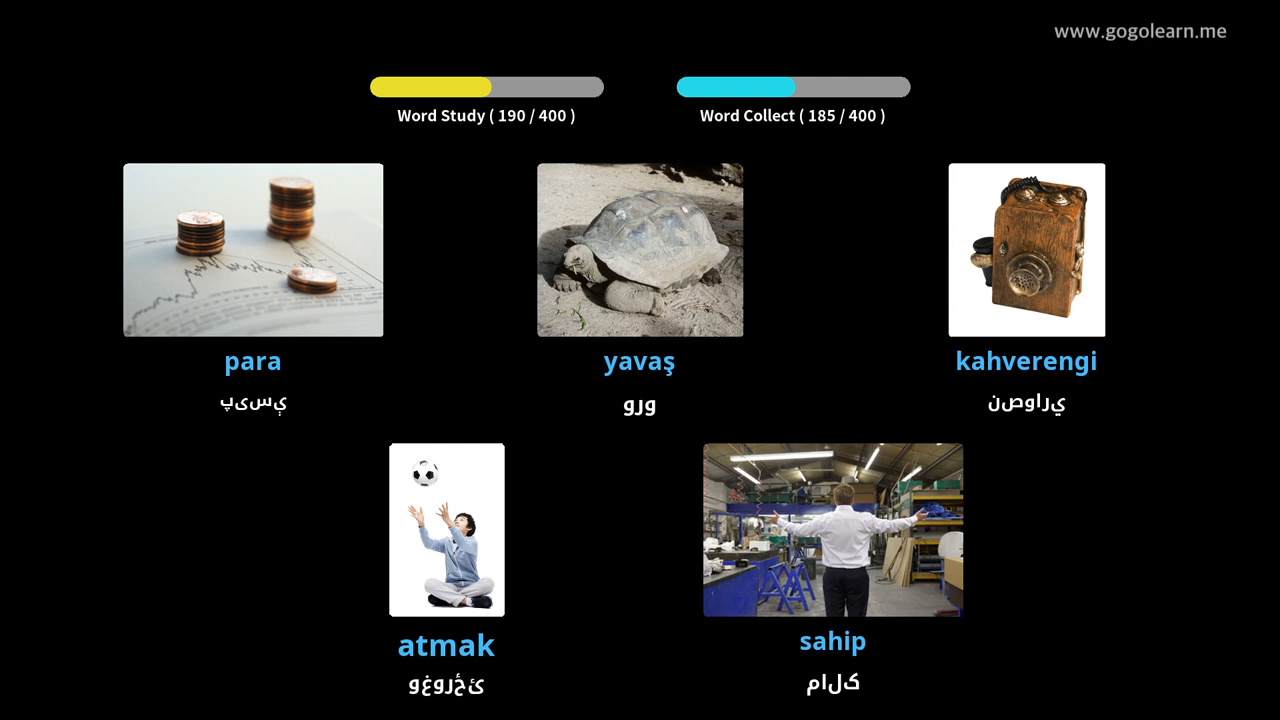 www.gogolearn.me
Word Study ( 190 / 400 )
Word Collect ( 185 / 400 )
para
پیسې
yavaş
ورو
kahverengi
نصواري
atmak
وغورځئ
sahip
مالک